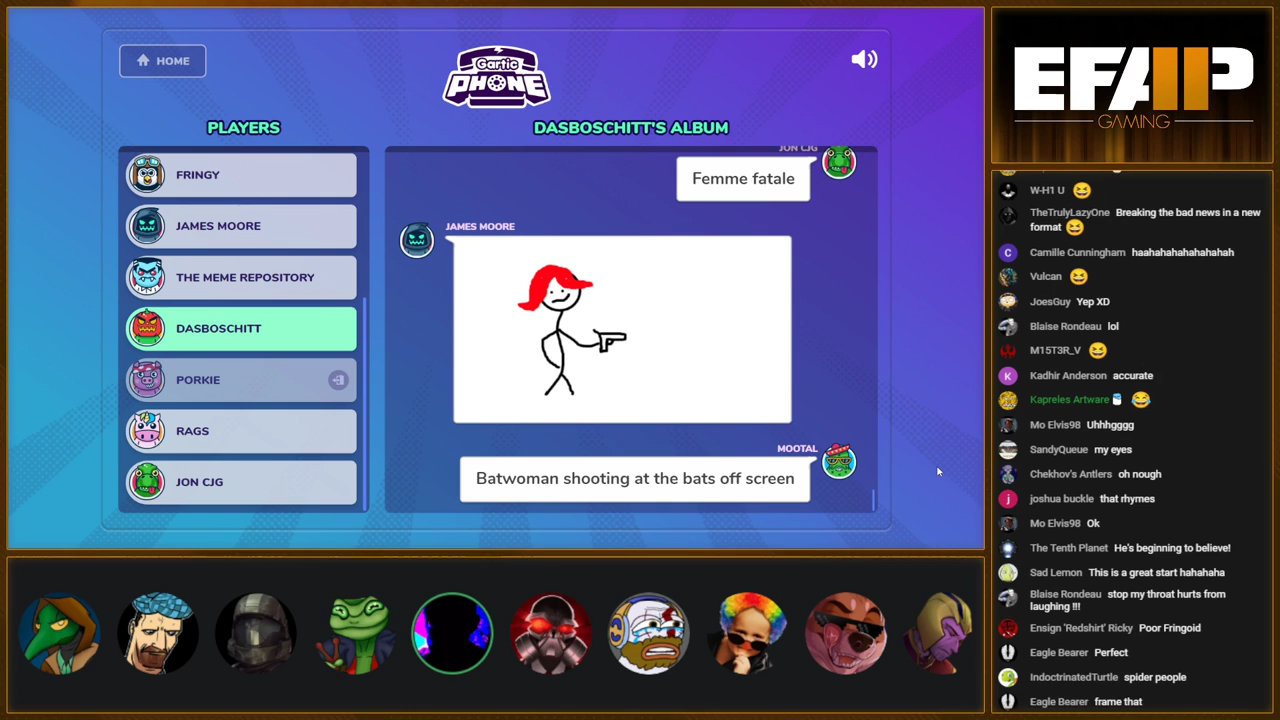 HOME
Gartic
PHONE
PLAYERS
FRINGY
JAMES MOORE
THE MEME REPOSITORY
DASBOSCHITT
PORKIE
RAGS
JON CJG
DASBOSCHITT'S ALBUM
JON CJG
Femme fatale
JAMES MOORE
MOOTAL
Batwoman shooting at the bats off screen
EFAP
GAMING
W-H1 U
TheTrulyLazyOne Breaking the bad news in a new
format
C Camille Cunningham haahahahahahahahah
Vulcan
JoesGuy Yep XD
Blaise Rondeau lol
M15T3R_V
K Kadhir Anderson accurate
Kapreles Artware
Mo Elvis98 Uhhhgggg
SandyQueue my eyes
Chekhov's Antlers oh nough
j joshua buckle that rhymes
Mo Elvis98 Ok
The Tenth Planet He's beginning to believe!
Sad Lemon This is a great start hahahaha
Blaise Rondeau stop my throat hurts from
laughing !!!
Ensign 'Redshirt' Ricky Poor Fringoid
Eagle Bearer Perfect
IndoctrinatedTurtle spider people
Eagle Bearer frame that